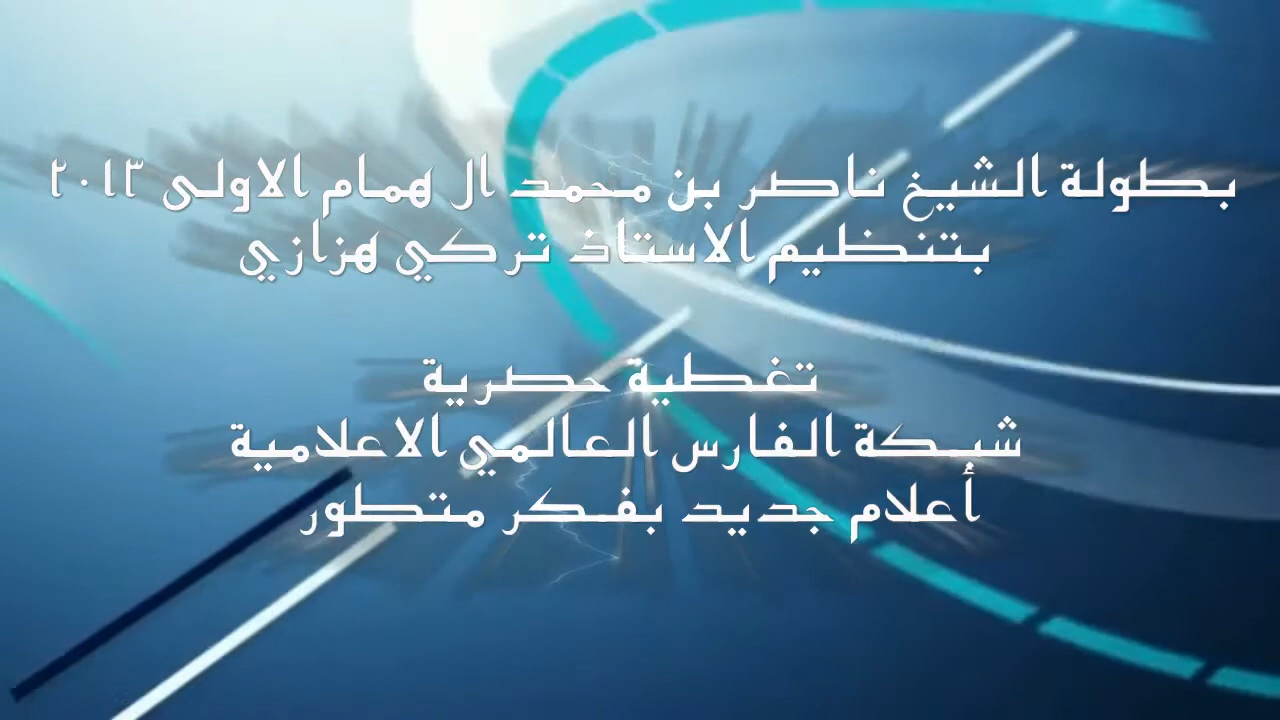 بطولة الشيخ ناصر بن محمد ال همام الاولى ٢٠١٣
بتنظيم الاستاذ تركي هزازي
تغطية حصرية
شبكة الفارس العالمي الاعلامية
أعلام جديد بفكر متطور